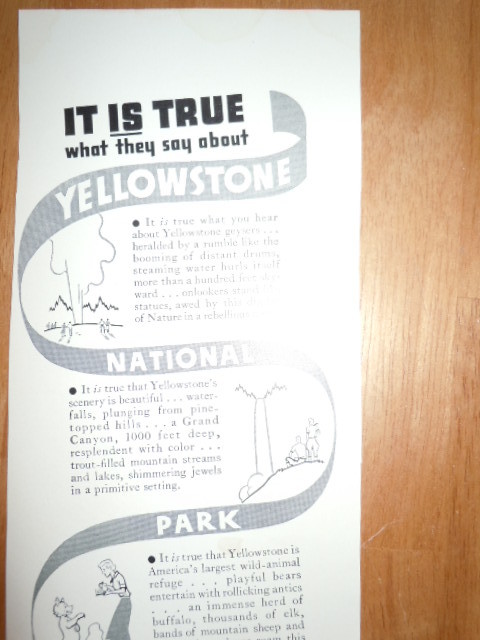 IT IS TRUE
what they say about
YELLOWSTONE
• It is true what you hear
about Yellowstone geysers ...
heralded by a rumble like the
booming of distant drums,
steaming water hurls itself
more than a hundred feet sky-
ward ... onlookers stand
statues, awed by this
of Nature in a rebellious
NATIONAL
• It is true that Yellowstone's
scenery is beautiful ... water-
falls, plunging from pine-
topped hills ... a Grand
Canyon, 1000 feet deep,
resplendent with color ...
trout-filled mountain streams
and lakes, shimmering jewels
in a primitive setting.
PARK
• It is true that Yellowstone is
America's largest wild-animal
refuge ... playful bears
entertain with rollicking antics
... an immense herd of
buffalo, thousands of elk,
bands of mountain sheep and
this